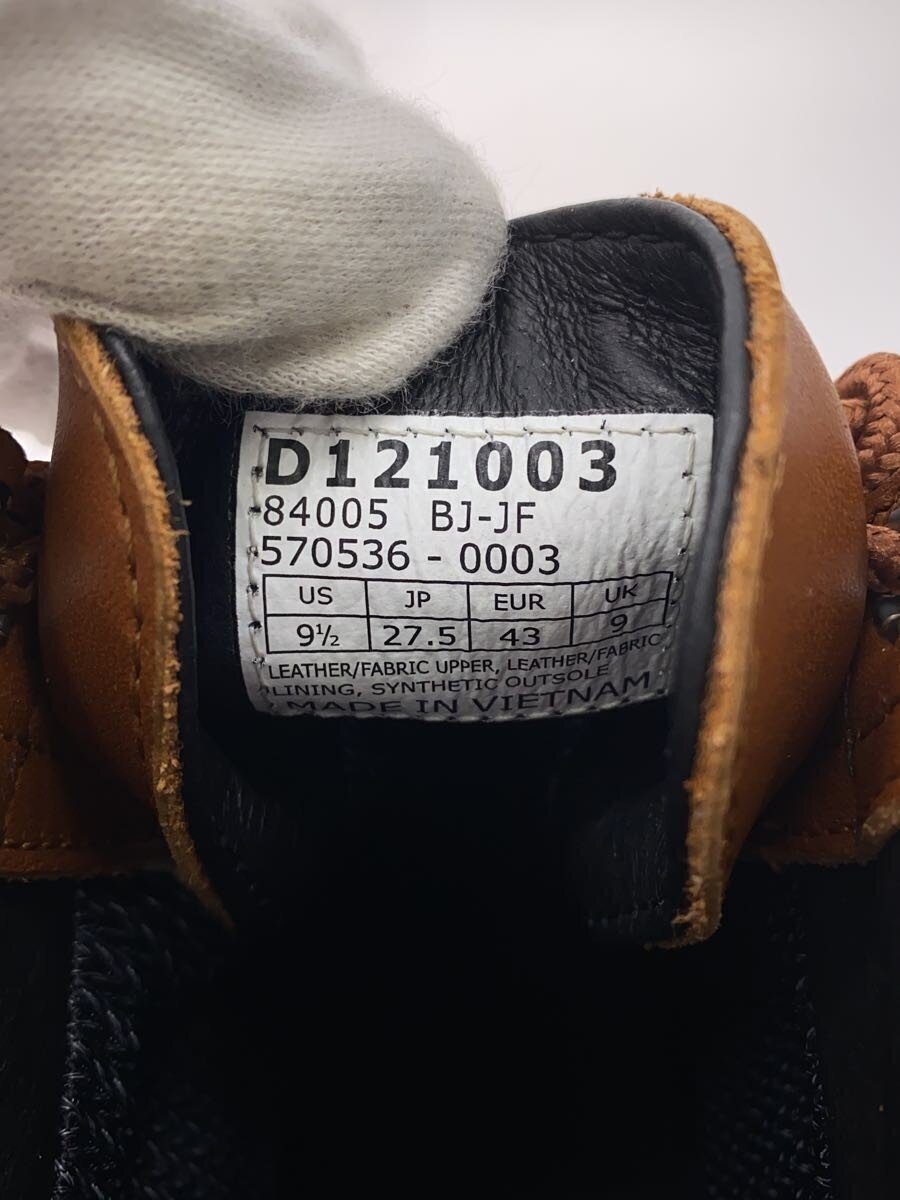 D121003
84005 BJ-JF
570536 - 0003
US JP EUR UK
9½ 27.5 43 9
LEATHER/FABRIC UPPER, LEATHER/FABRIC
LINING, SYNTHETIC OUTSOLE
MADE IN VIETNAM